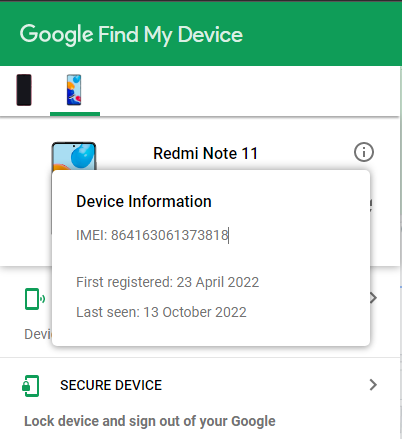 Google Find My Device
Redmi Note 11
Device Information
IMEI: 864163061373818
First registered: 23 April 2022
Last seen: 13 October 2022
Devi
SECURE DEVICE
Lock device and sign out of your Google